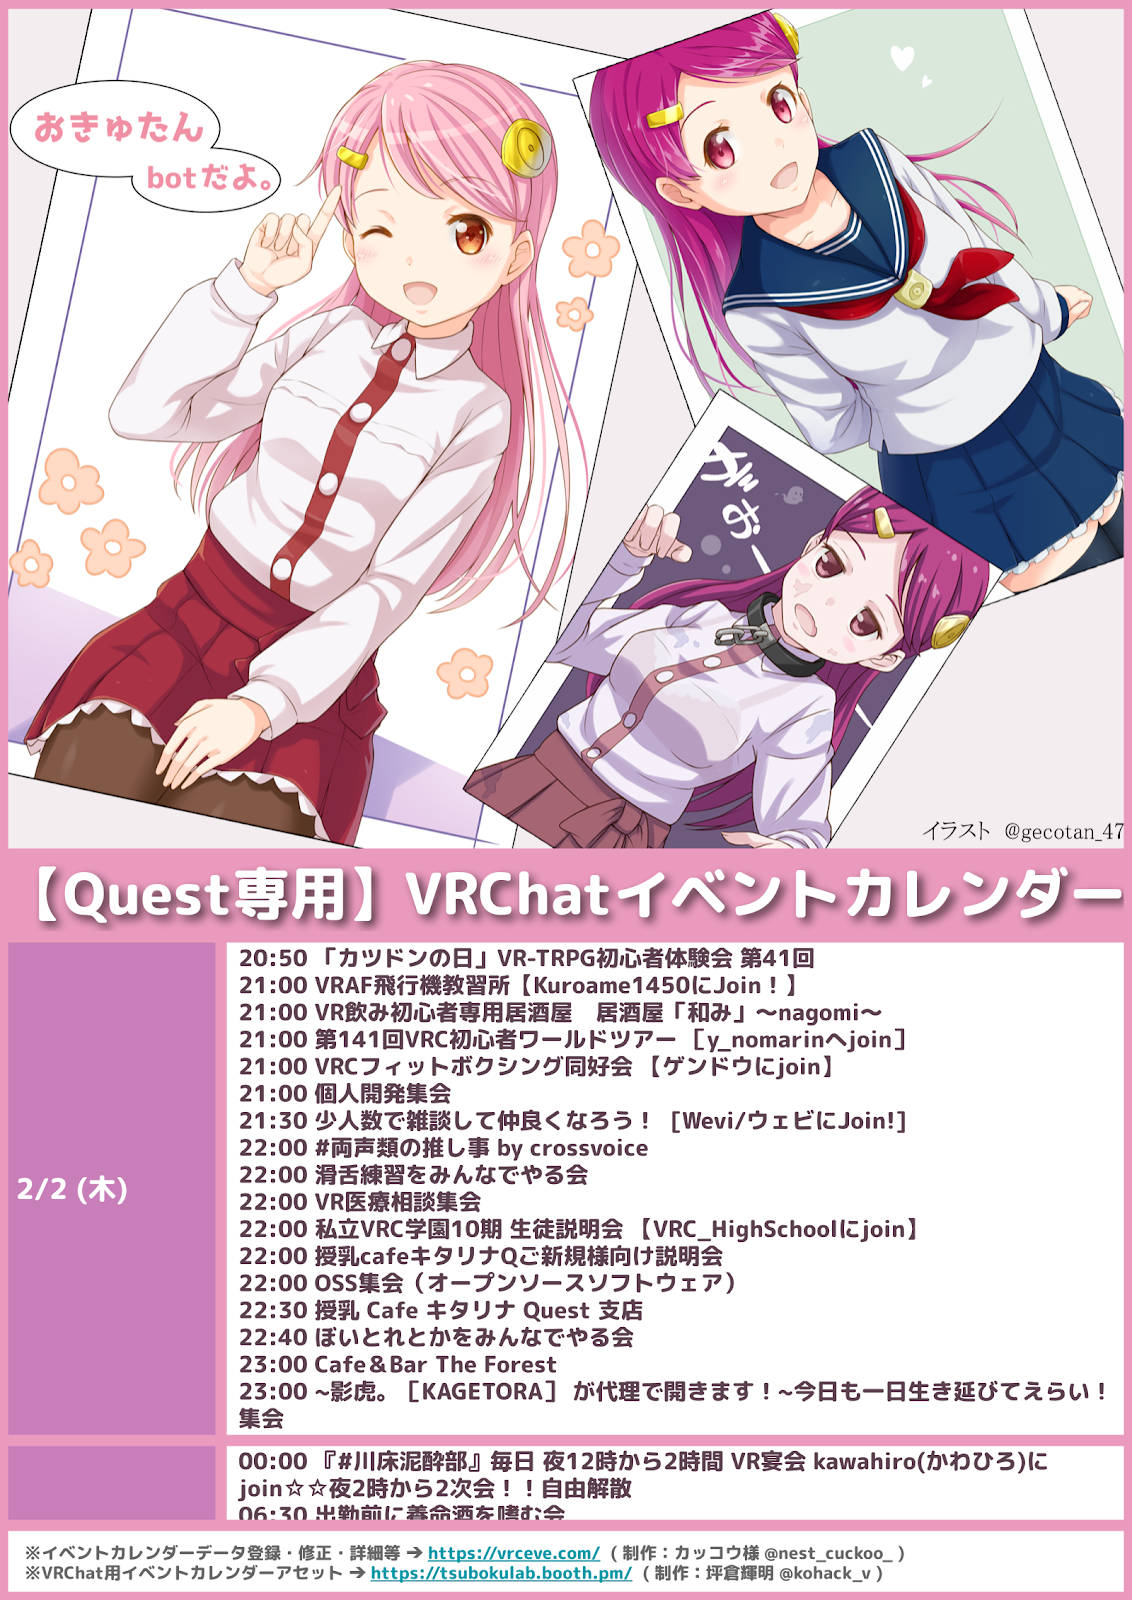 おきゅたん
botだよ。
がおー
イラスト @gecotan_47
【Quest専用】VRChatイベントカレンダー
2/2 (木)
20:50 「カツドンの日」VR-TRPG初心者体験会 第41回
21:00 VRAF飛行機教習所【Kuroame1450にJoin！】
21:00 VR飲み初心者専用居酒屋　居酒屋「和み」～nagomi～
21:00 第141回VRC初心者ワールドツアー ［y_nomarinへjoin］
21:00 VRCフィットボクシング同好会 【ゲンドウにjoin】
21:00 個人開発集会
21:30 少人数で雑談して仲良くなろう！ [Wevi/ウェビにJoin!]
22:00 #両声類の推し事 by crossvoice
22:00 滑舌練習をみんなでやる会
22:00 VR医療相談集会
22:00 私立VRC学園10期 生徒説明会 【VRC_HighSchoolにjoin】
22:00 授乳cafeキタリナQご新規様向け説明会
22:00 OSS集会（オープンソースソフトウェア）
22:30 授乳 Cafe キタリナ Quest 支店
22:40 ぼいとれとかをみんなでやる会
23:00 Cafe＆Bar The Forest
23:00 ~影虎。［KAGETORA］ が代理で開きます！~今日も一日生き延びてえらい！
集会
00:00 『#川床泥酔部』毎日 夜12時から2時間 VR宴会 kawahiro(かわひろ)に
join☆☆夜2時から2次会！！自由解散
06:30 出勤前に養命酒を嗜む会
※イベントカレンダーデータ登録・修正・詳細等 ➔ https://vrceve.com/ （ 制作：カッコウ様 @nest_cuckoo_ ）
※VRChat用イベントカレンダーアセット ➔ https://tsubokulab.booth.pm/ （ 制作：坪倉輝明 @kohack_v ）